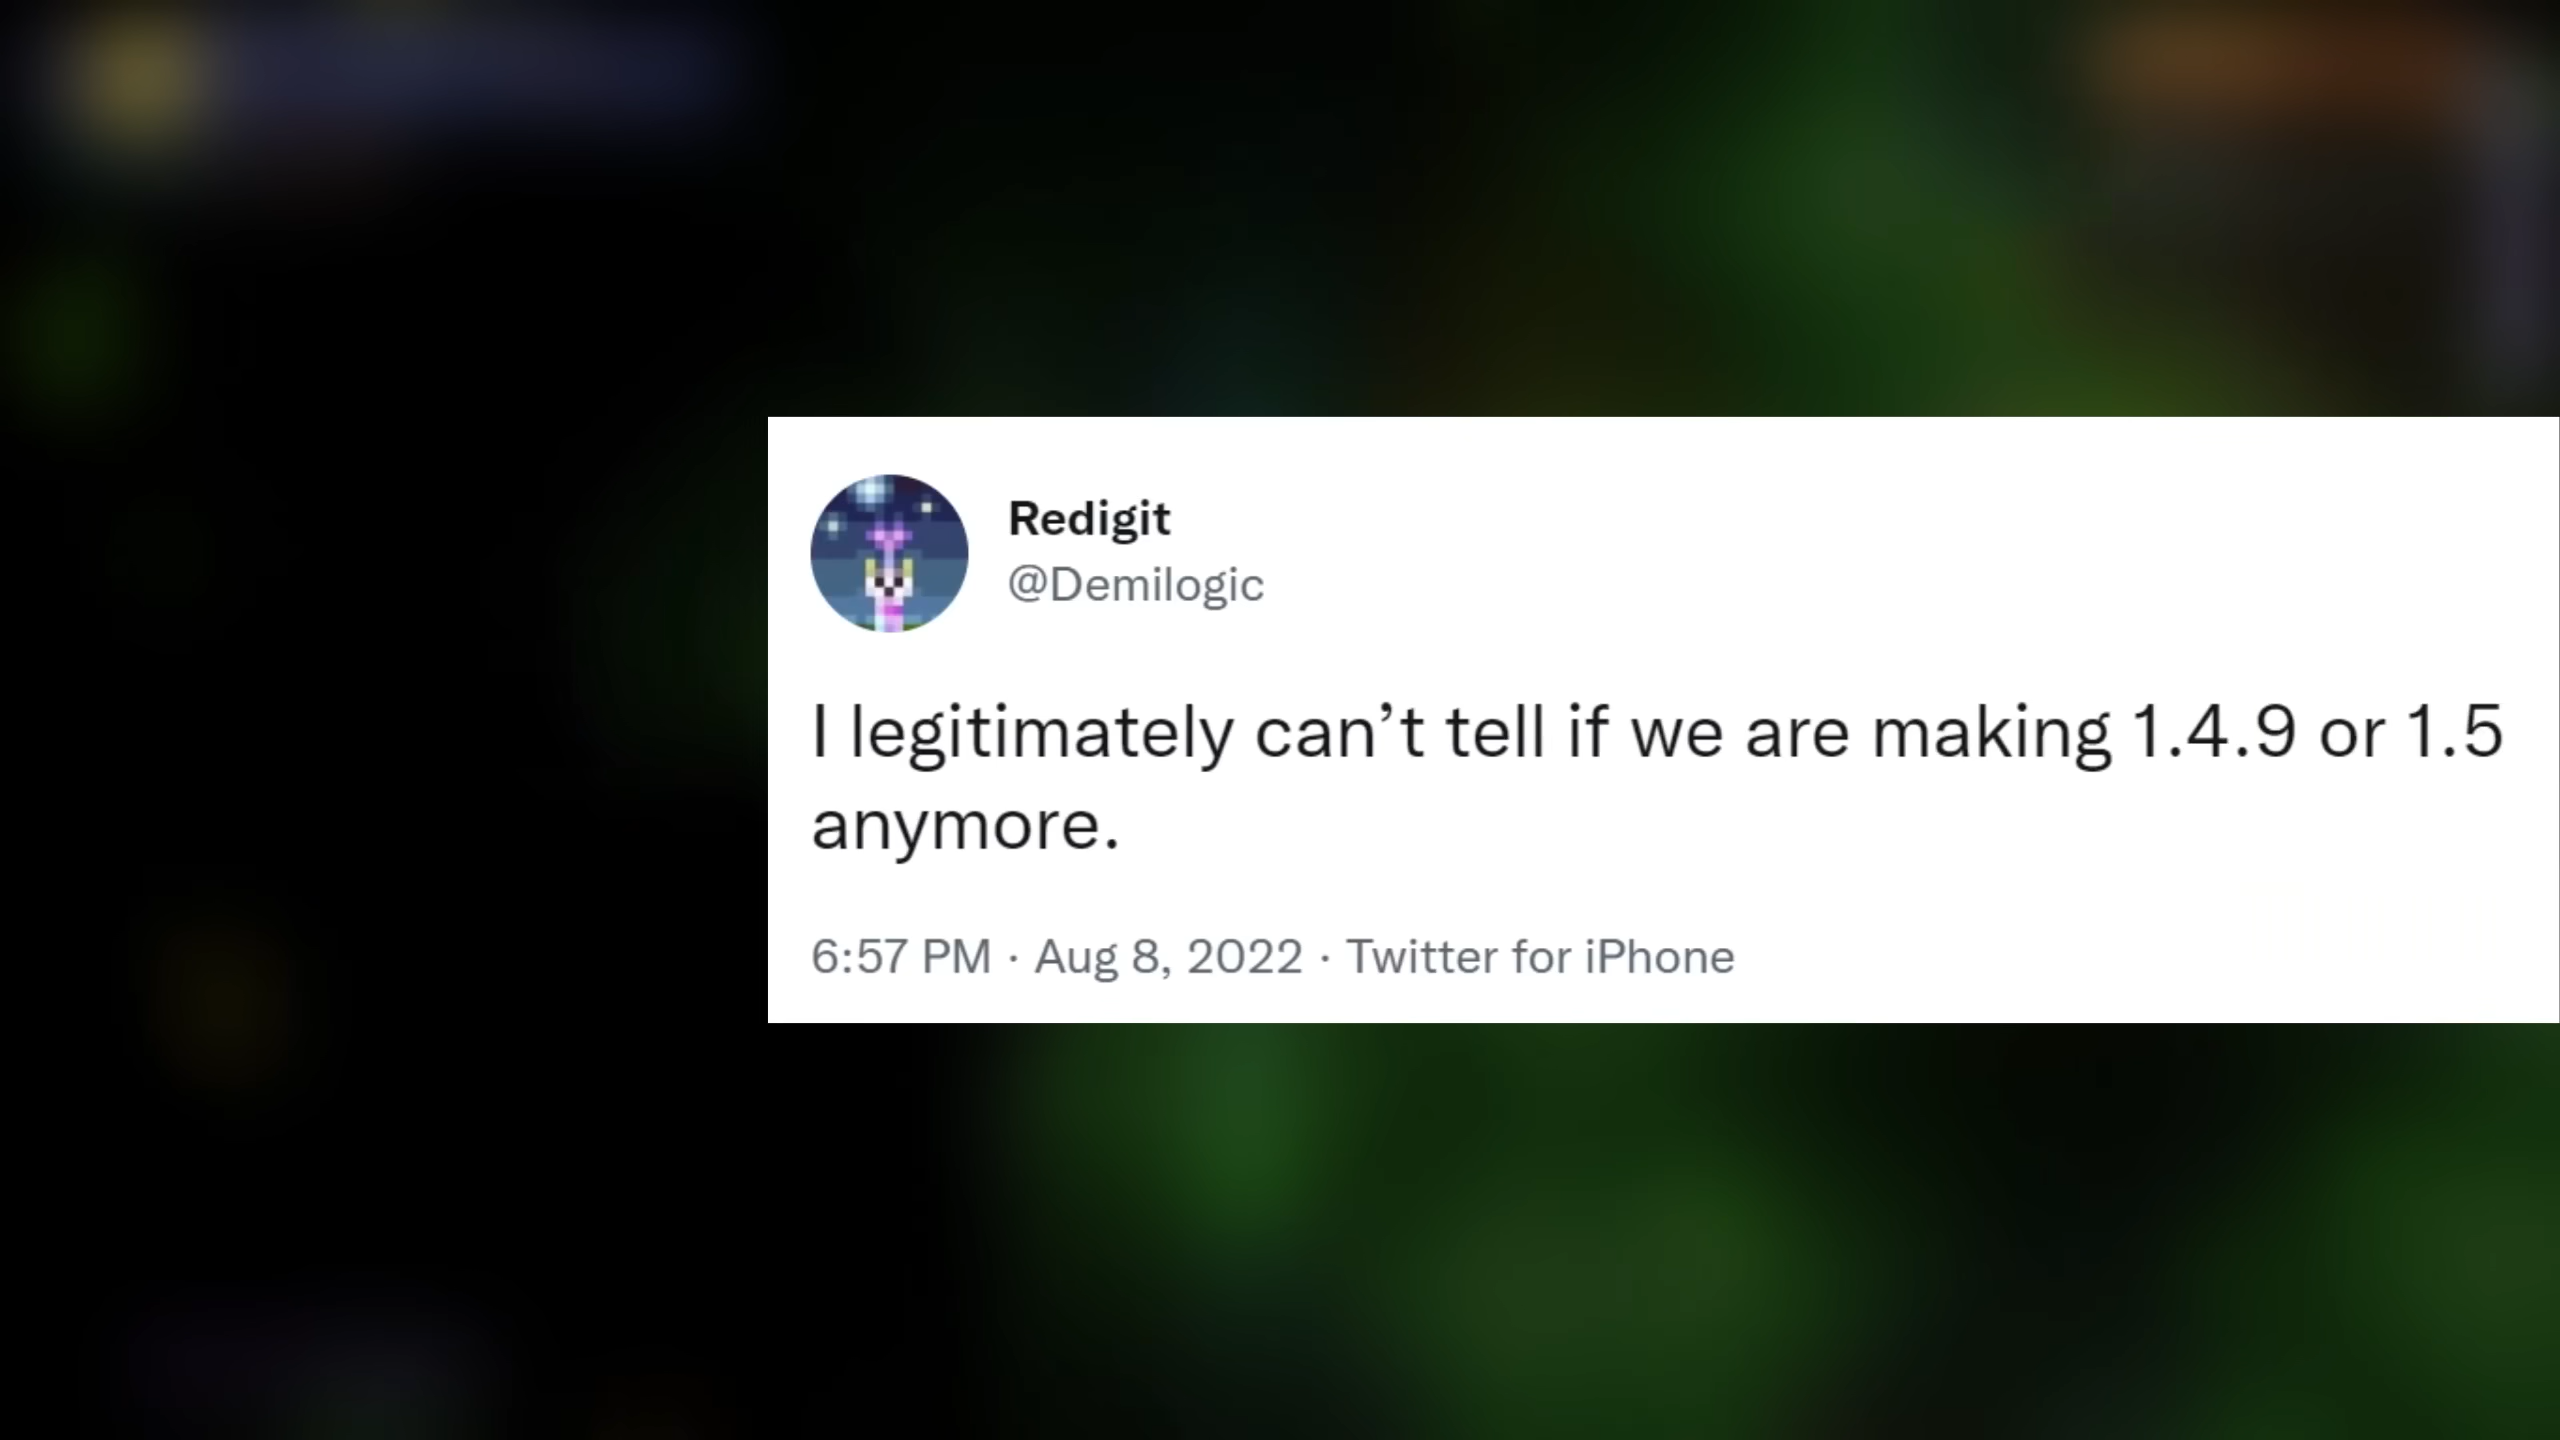 Redigit
@Demilogic
I legitimately can’t tell if we are making 1.4.9 or 1.5
anymore.
6:57 PM · Aug 8, 2022 · Twitter for iPhone